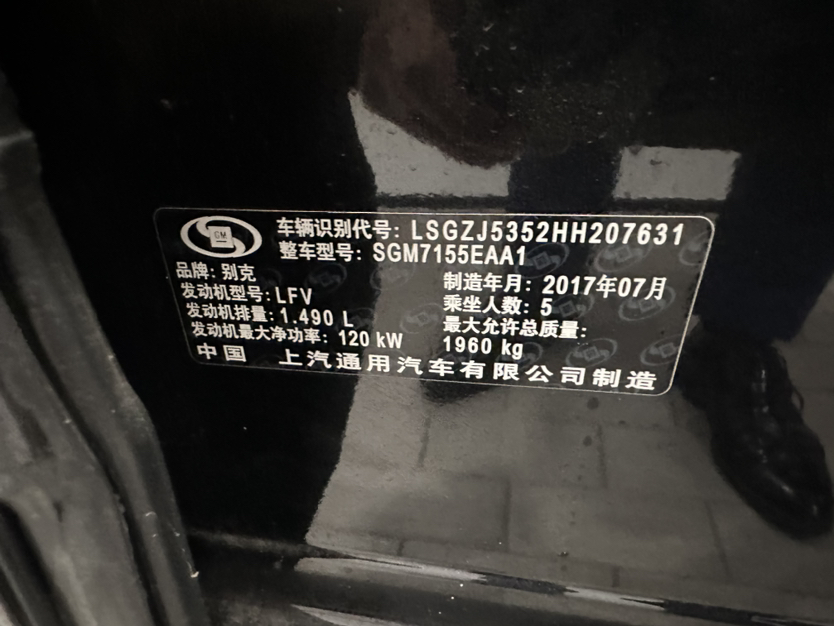 GM
车辆识别代号: LSGZJ5352HH207631
整车型号: SGM7155EAA1
品牌: 别克
制造年月: 2017年07月
发动机型号: LFV
乘坐人数: 5
发动机排量: 1.490 L
最大允许总质量:
发动机最大净功率: 120 kW
1960 kg
中国 上汽通用汽车有限公司制造